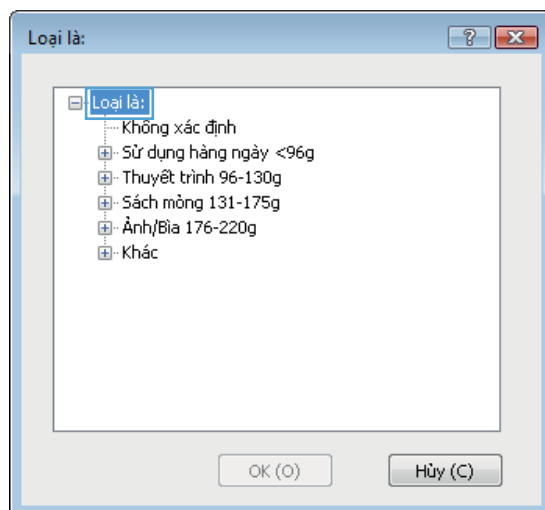 Loại là:
Loại là:
Không xác định
Sử dụng hàng ngày <96g
Thuyết trình 96-130g
Sách mỏng 131-175g
Ảnh/Bìa 176-220g
Khác
OK (O)
Hủy (C)